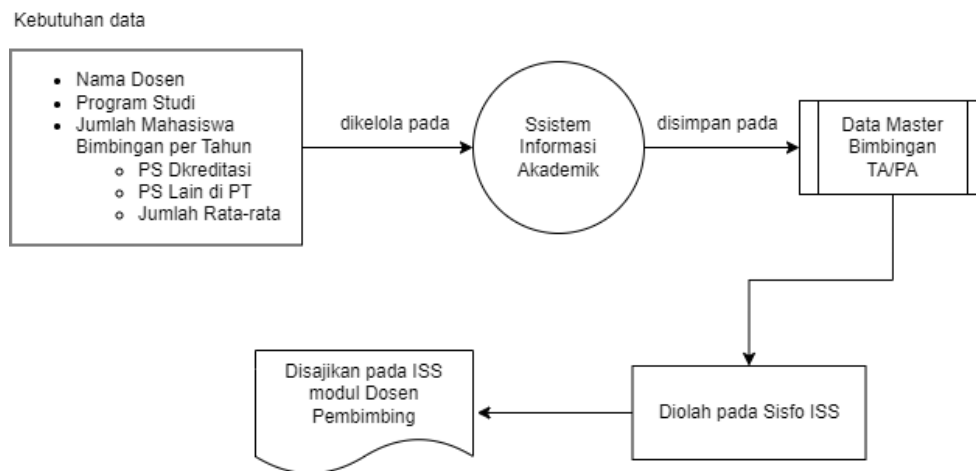 Kebutuhan data
Nama Dosen
Program Studi
Jumlah Mahasiswa
Bimbingan per Tahun
PS Dkreditasi
PS Lain di PT
Jumlah Rata-rata
dikelola pada
Ssistem
Informasi
Akademik
disimpan pada
Data Master
Bimbingan
TA/PA
Diolah pada Sisfo ISS
Disajikan pada ISS
modul Dosen
Pembimbing